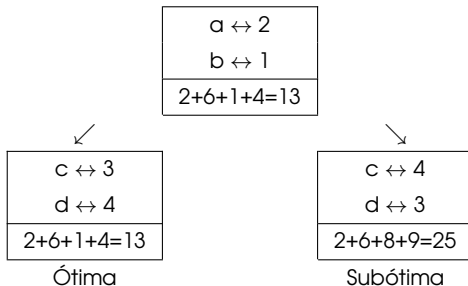 a ↔ 2
b ↔ 1
2+6+1+4=13
c ↔ 3
d ↔ 4
2+6+1+4=13
Ótima
c ↔ 4
d ↔ 3
2+6+8+9=25
Subótima